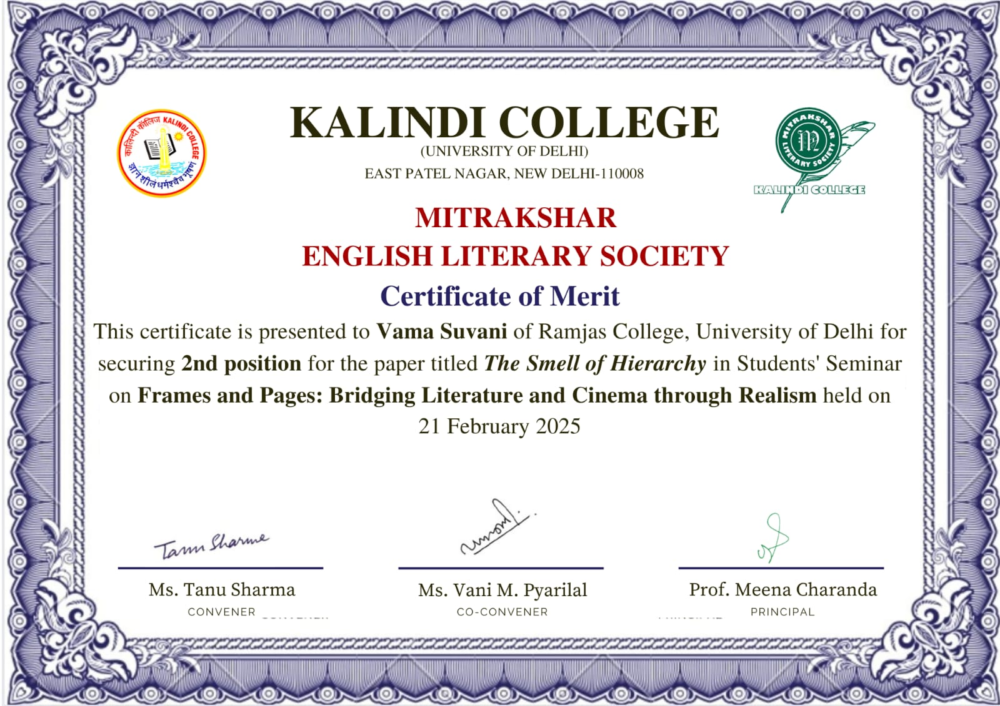 कालिन्दी कॉलिज KALINDI COLLEGE
ज्ञानं शीलं धर्मश्चैव भूषणं
KALINDI COLLEGE
(UNIVERSITY OF DELHI)
EAST PATEL NAGAR, NEW DELHI-110008
MITRAKSHAR
LITERARY SOCIETY
KALINDI COLLEGE
MITRAKSHAR
ENGLISH LITERARY SOCIETY
Certificate of Merit
This certificate is presented to Vama Suvani of Ramjas College, University of Delhi for
securing 2nd position for the paper titled The Smell of Hierarchy in Students' Seminar
on Frames and Pages: Bridging Literature and Cinema through Realism held on
21 February 2025
Tanu Sharma
Ms. Tanu Sharma
CONVENER
Ms. Vani M. Pyarilal
CO-CONVENER
Prof. Meena Charanda
PRINCIPAL